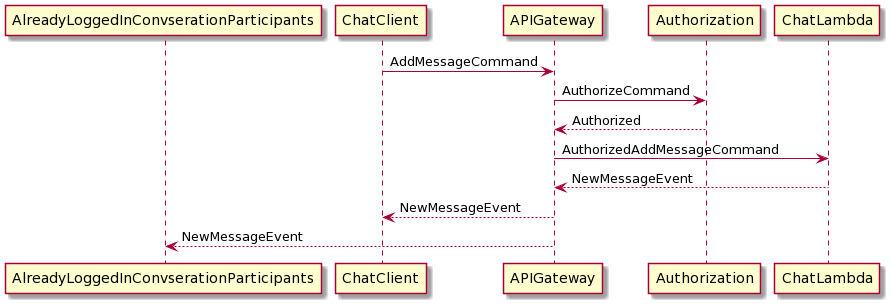 AlreadyLoggedInConvserationParticipants
ChatClient
APIGateway
Authorization
ChatLambda
AddMessageCommand
AuthorizeCommand
Authorized
AuthorizedAddMessageCommand
NewMessageEvent
NewMessageEvent
NewMessageEvent
AlreadyLoggedInConvserationParticipants
ChatClient
APIGateway
Authorization
ChatLambda